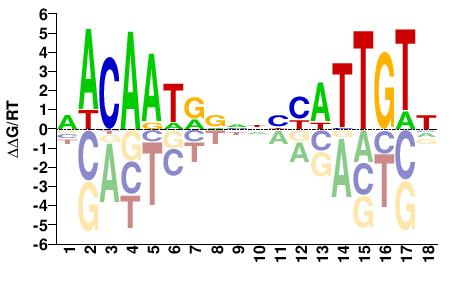 6
5
4
3
2
1
0
-1
-2
-3
-4
-5
-6
ΔΔG/RT
A A C A A T G G C C A T T G T T
T G A A T T A
C A G C G C G A C A C C
G C T C T A G A C T C
T G G
1 2 3 4 5 6 7 8 9 10 11 12 13 14 15 16 17 18